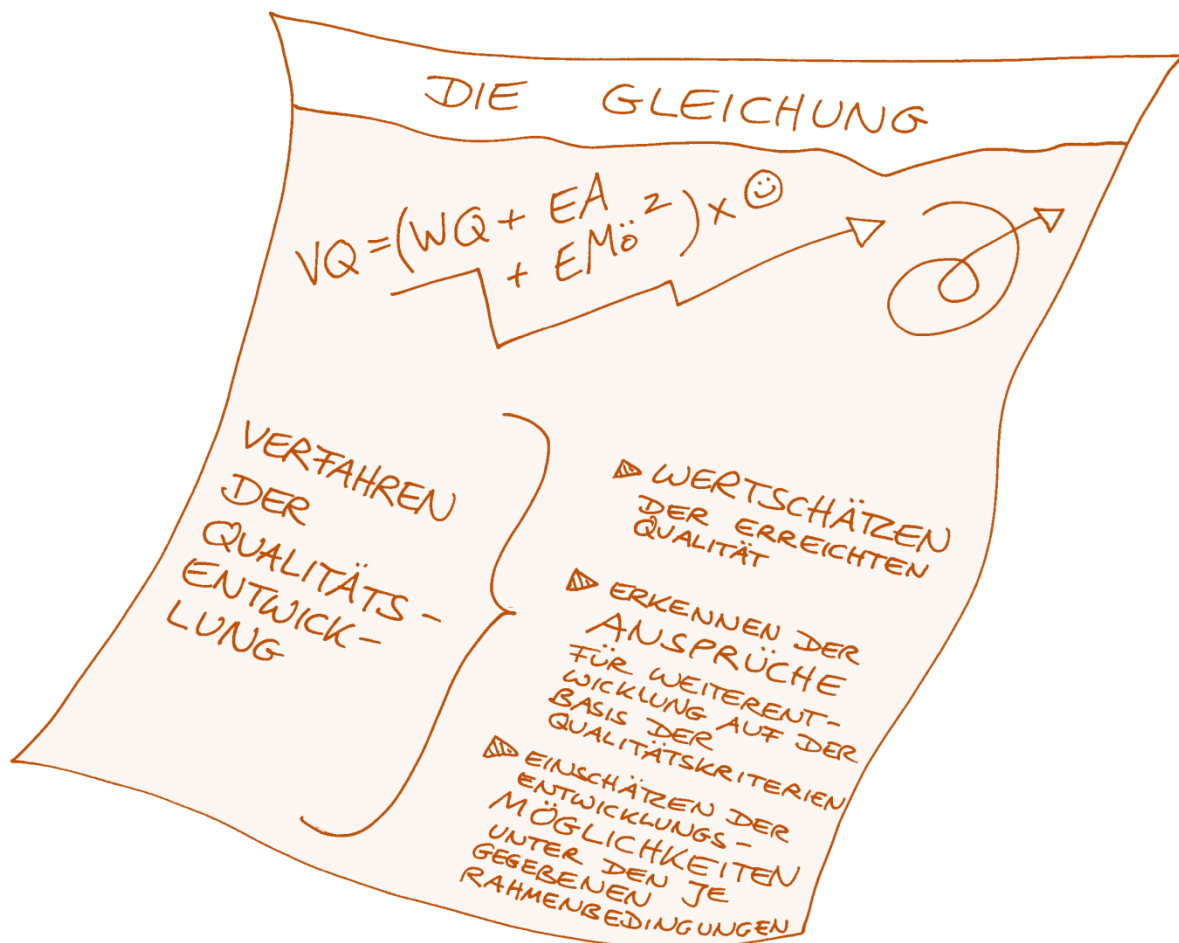 DIE GLEICHUNG
VQ = (WQ + EA
+ EMÖ²) x ☺
VERFAHREN
DER
QUALITÄTS-
ENTWICK-
LUNG
WERTSCHÄTZEN
DER ERREICHTEN
QUALITÄT
ERKENNEN DER
ANSPRÜCHE
FÜR WEITERENT-
WICKLUNG AUF DER
BASIS DER
QUALITÄTSKRITERIEN
EINSCHÄTZEN DER
ENTWICKLUNGS-
MÖGLICHKEITEN
UNTER DEN JE
GEGEBENEN
RAHMENBEDINGUNGEN